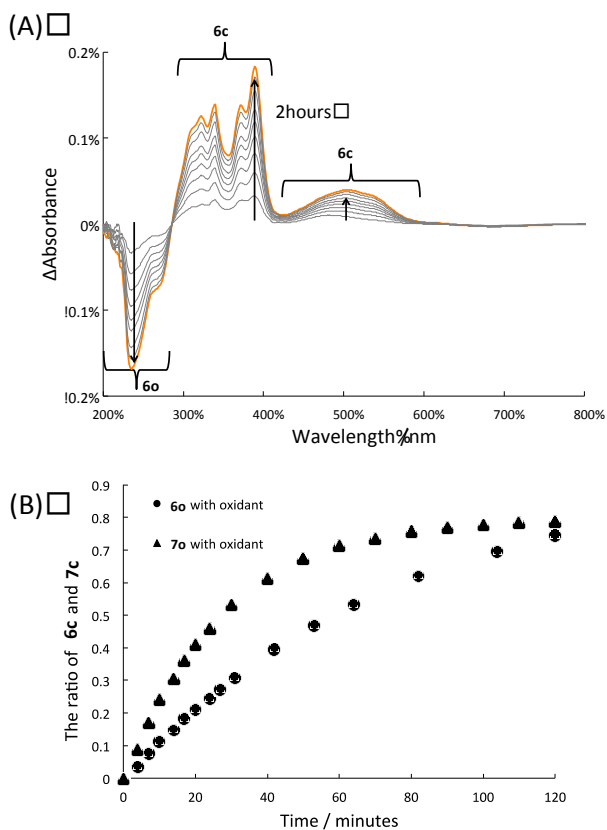 (A)□
6c
0.2%
2hours□
0.1%
6c
0%
ΔAbsorbance
!0.1%
6o
!0.2%
200% 300% 400% 500% 600% 700% 800%
Wavelength%nm
(B)□
0.9
0.8
6o with oxidant
0.7
7o with oxidant
0.6
0.5
0.4
0.3
0.2
0.1
0
The ratio of 6c and 7c
0 20 40 60 80 100 120
Time / minutes